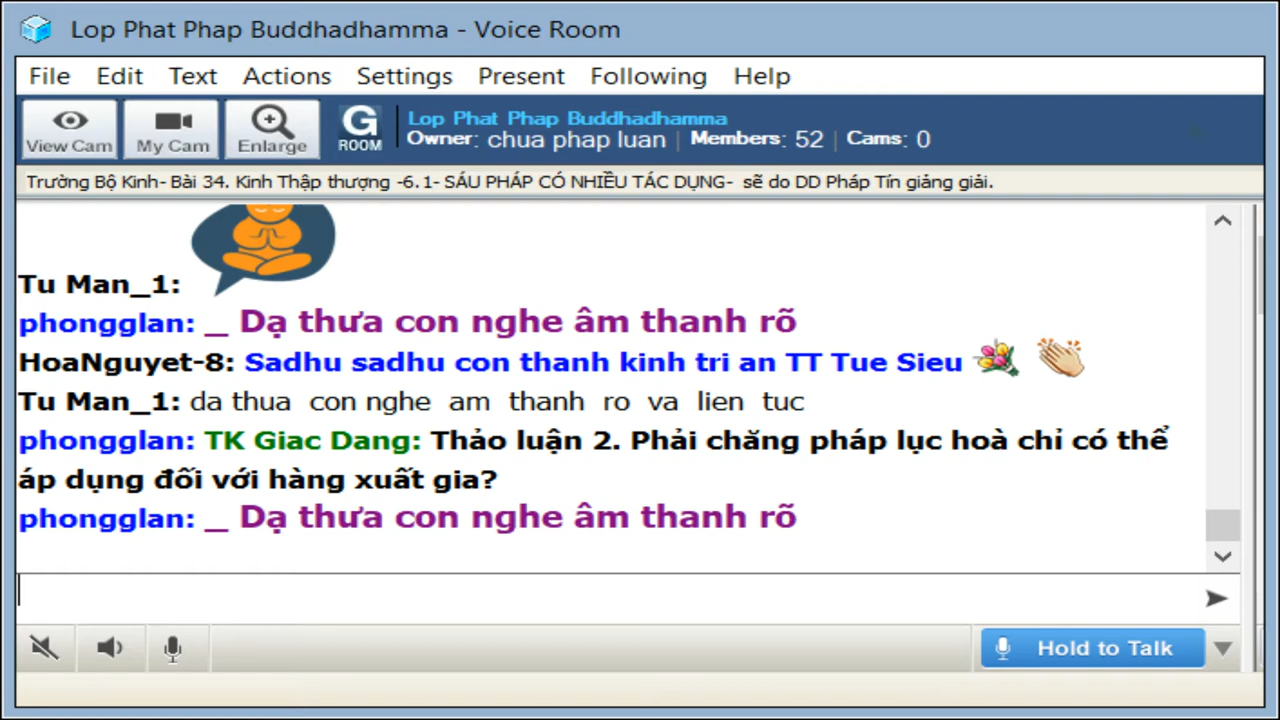 Lop Phat Phap Buddhadhamma - Voice Room
File Edit Text Actions Settings Present Following Help
View Cam My Cam Enlarge G ROOM
Lop Phat Phap Buddhadhamma
Owner: chua phap luan | Members: 52 | Cams: 0
Trường Bộ Kinh- Bài 34. Kinh Thập thượng -6.1- SÁU PHÁP CÓ NHIỀU TÁC DỤNG- sẽ do DD Pháp Tín giảng giải.
Tu Man_1:
phongglan: _ Dạ thưa con nghe âm thanh rõ
HoaNguyet-8: Sadhu sadhu con thanh kinh tri an TT Tue Sieu
Tu Man_1: da thua con nghe am thanh ro va lien tuc
phongglan: TK Giac Dang: Thảo luận 2. Phải chăng pháp lục hoà chỉ có thể
áp dụng đối với hàng xuất gia?
phongglan: _ Dạ thưa con nghe âm thanh rõ
Hold to Talk